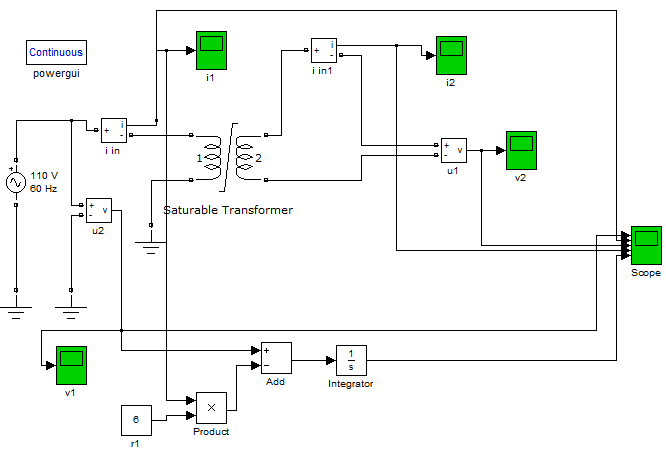 Continuous
powergui
i
+
-
i in
i1
i
+
-
i in1
i2
110 V
60 Hz
+
1
2
Saturable Transformer
+
-
v
u1
v2
+
-
v
u2
Scope
v1
+
−
Add
1
s
Integrator
×
Product
6
r1